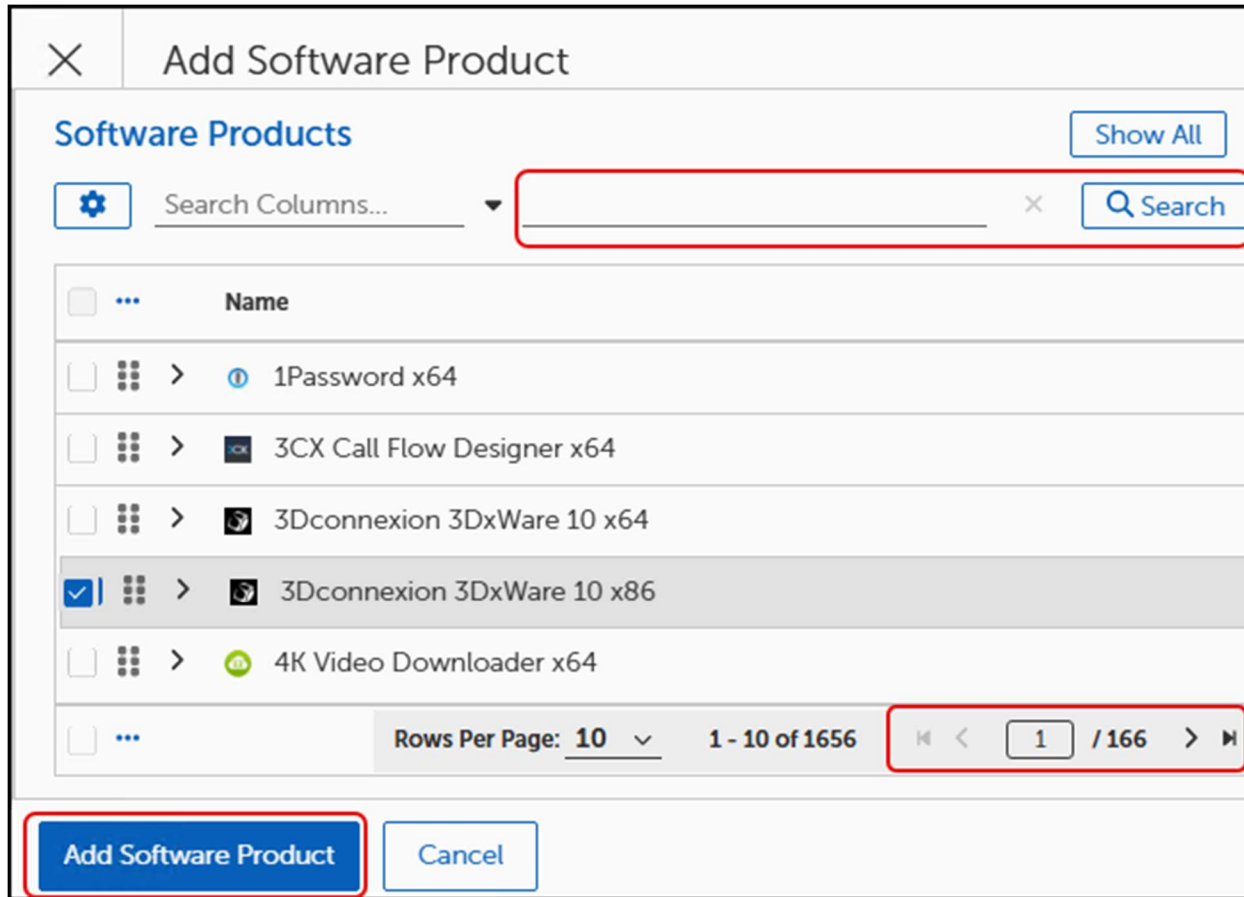 Add Software Product
Software Products
Show All
Search Columns...
Search
Name
1Password x64
3CX Call Flow Designer x64
3Dconnexion 3DxWare 10 x64
3Dconnexion 3DxWare 10 x86
4K Video Downloader x64
Rows Per Page: 10 1 - 10 of 1656 1 / 166
Add Software Product Cancel